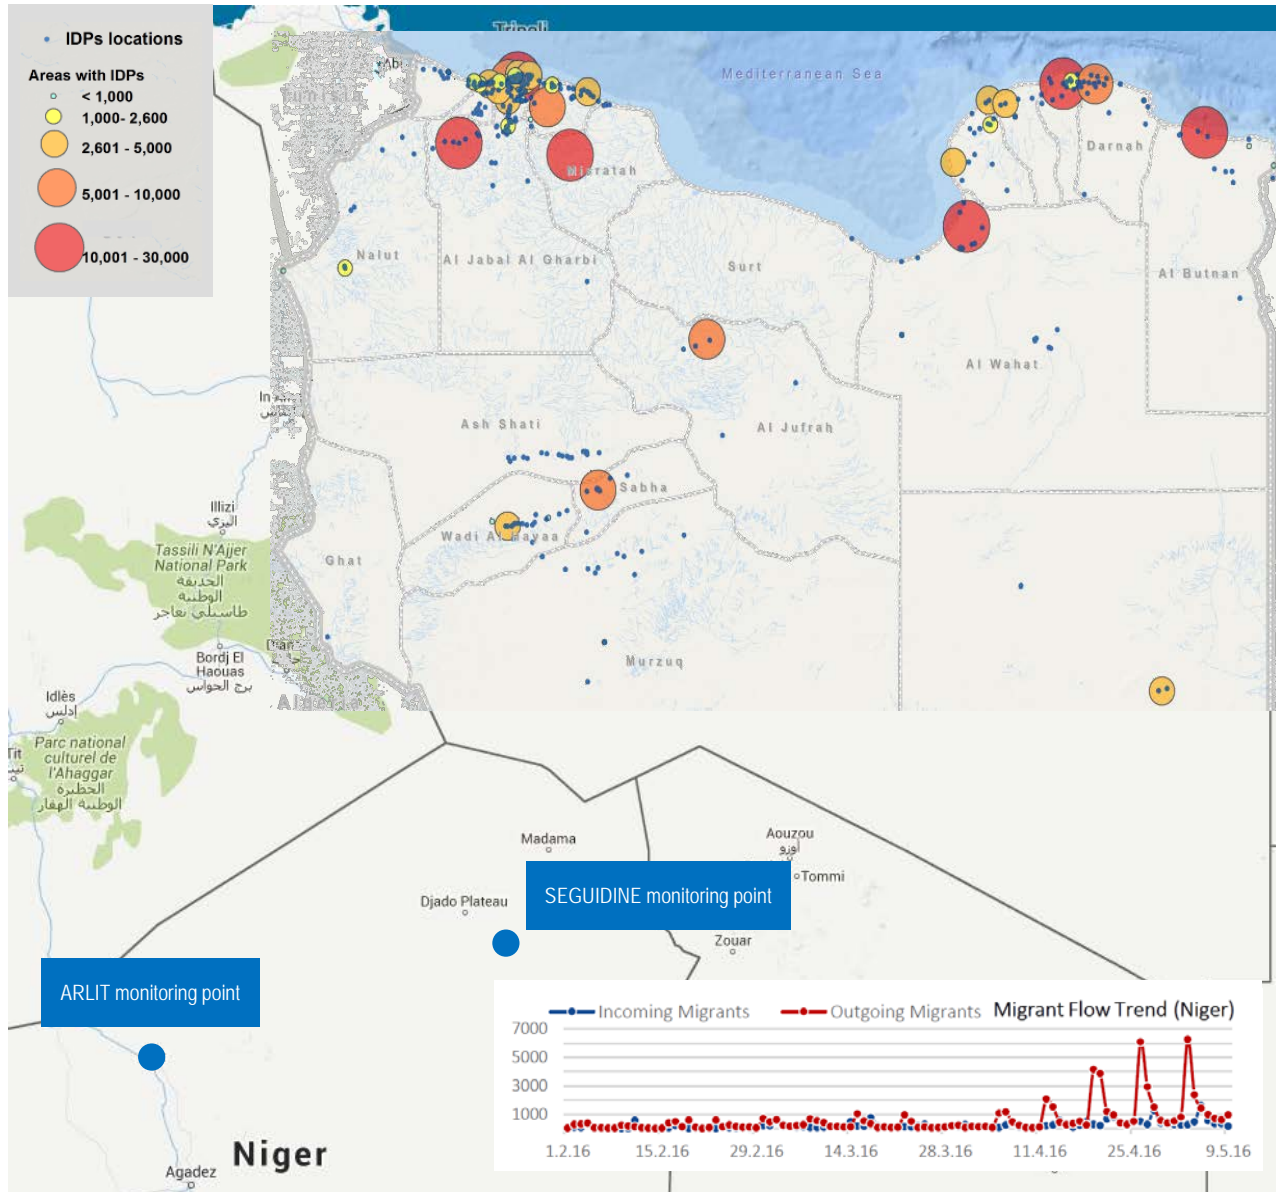 IDPs locations
Areas with IDPs
< 1,000
1,000- 2,600
2,601 - 5,000
5,001 - 10,000
10,001 - 30,000
Tripoli
Mediterranean Sea
Darnah
Misratah
Nalut
Al Jabal Al Gharbi
Surt
Al Butnan
Al Wahat
Ash Shati
Al Jufrah
Sabha
Wadi Al Hayaa
Ghat
Murzuq
Illizi
اليزي
Tassili N'Ajjer
National Park
الحديقة
الوطنية
طاسيلي ناجر
Bordj El
Haouas
برج الحواس
Idlès
إدلس
Tit
Parc national
culturel de
l'Ahaggar
الحظيرة
الوطنية الهقار
Madama
Aouzou
أوزو
Tommi
Djado Plateau
SEGUIDINE monitoring point
Zouar
ARLIT monitoring point
Incoming Migrants
Outgoing Migrants
Migrant Flow Trend (Niger)
7000
5000
3000
1000
1.2.16 15.2.16 29.2.16 14.3.16 28.3.16 11.4.16 25.4.16 9.5.16
Niger
Agadez